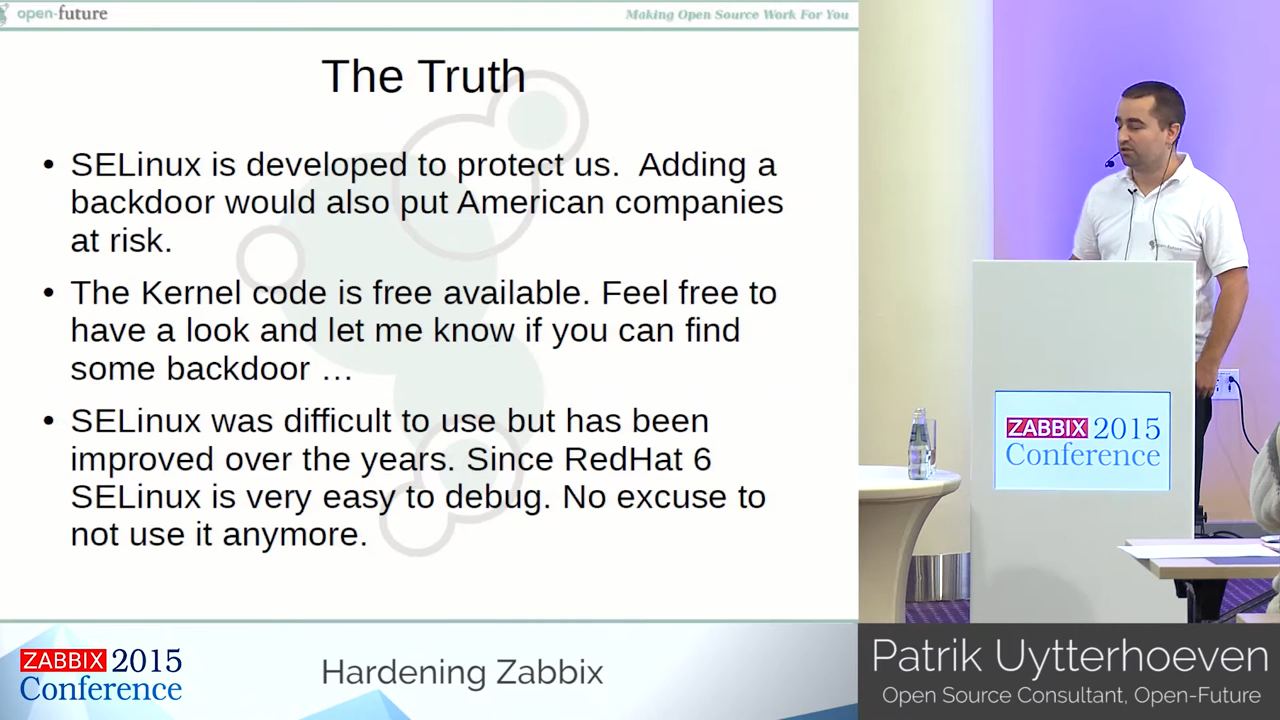 open-future
Making Open Source Work For You
The Truth
• SELinux is developed to protect us.  Adding a
backdoor would also put American companies
at risk.
• The Kernel code is free available. Feel free to
have a look and let me know if you can find
some backdoor …
• SELinux was difficult to use but has been
improved over the years. Since RedHat 6
SELinux is very easy to debug. No excuse to
not use it anymore.
open-future
ZABBIX 2015
Conference
ZABBIX 2015
Conference
Hardening Zabbix
Patrik Uytterhoeven
Open Source Consultant, Open-Future